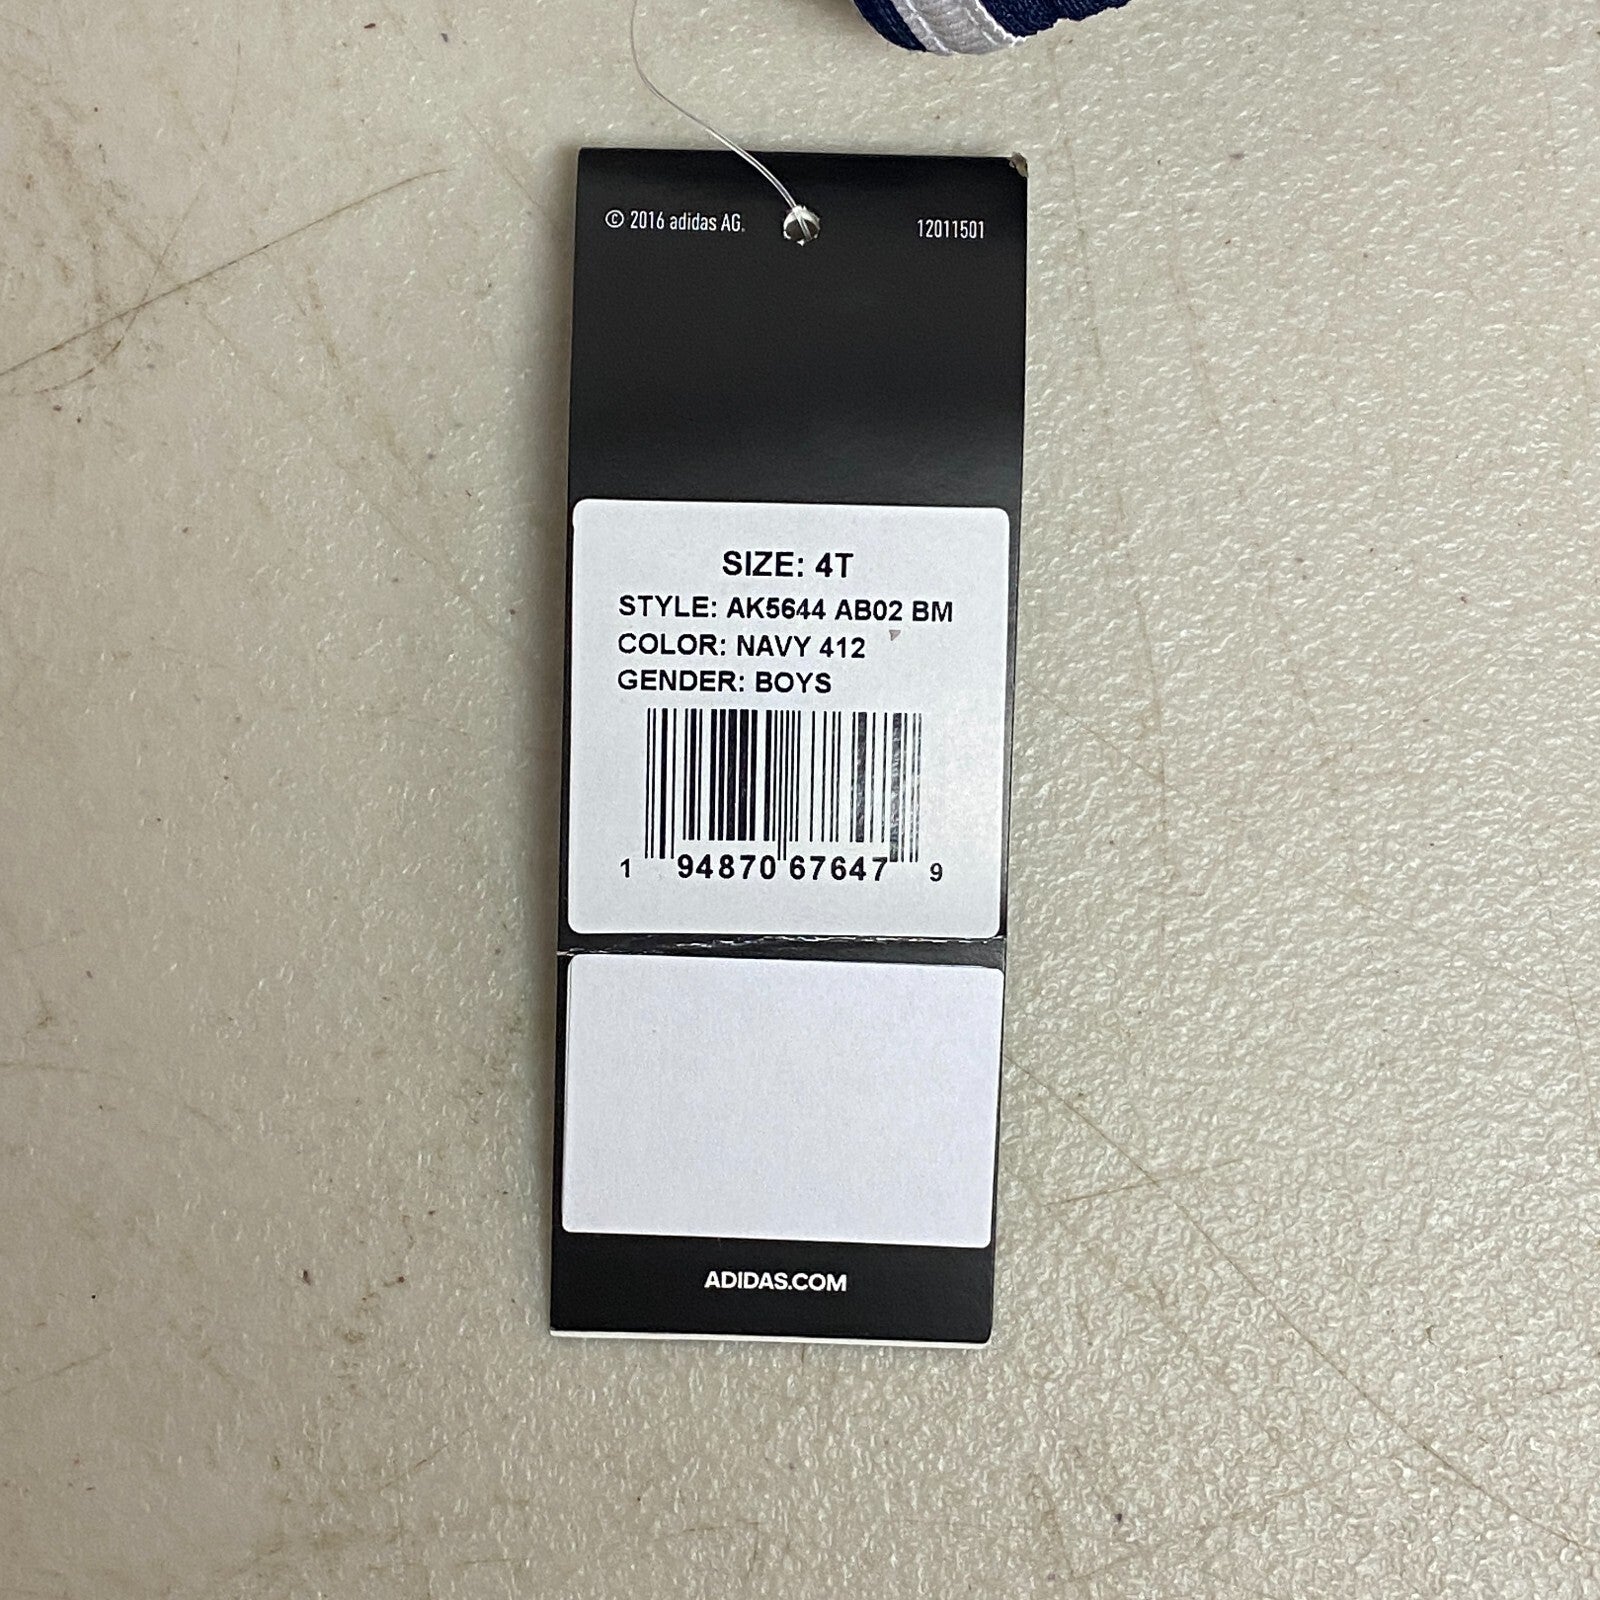 © 2016 adidas AG.
12011501
SIZE: 4T
STYLE: AK5644 AB02 BM
COLOR: NAVY 412
GENDER: BOYS
1 94870 67647 9
ADIDAS.COM